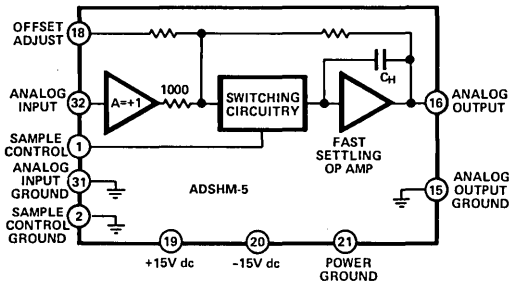 OFFSET
ADJUST
18
ANALOG
INPUT
32
A=+1
1000
SWITCHING
CIRCUITRY
CH
FAST
SETTLING
OP AMP
16
ANALOG
OUTPUT
SAMPLE
CONTROL
1
ANALOG
INPUT
GROUND
31
SAMPLE
CONTROL
GROUND
2
ADSHM-5
15
ANALOG
OUTPUT
GROUND
19
+15V dc
20
-15V dc
21
POWER
GROUND